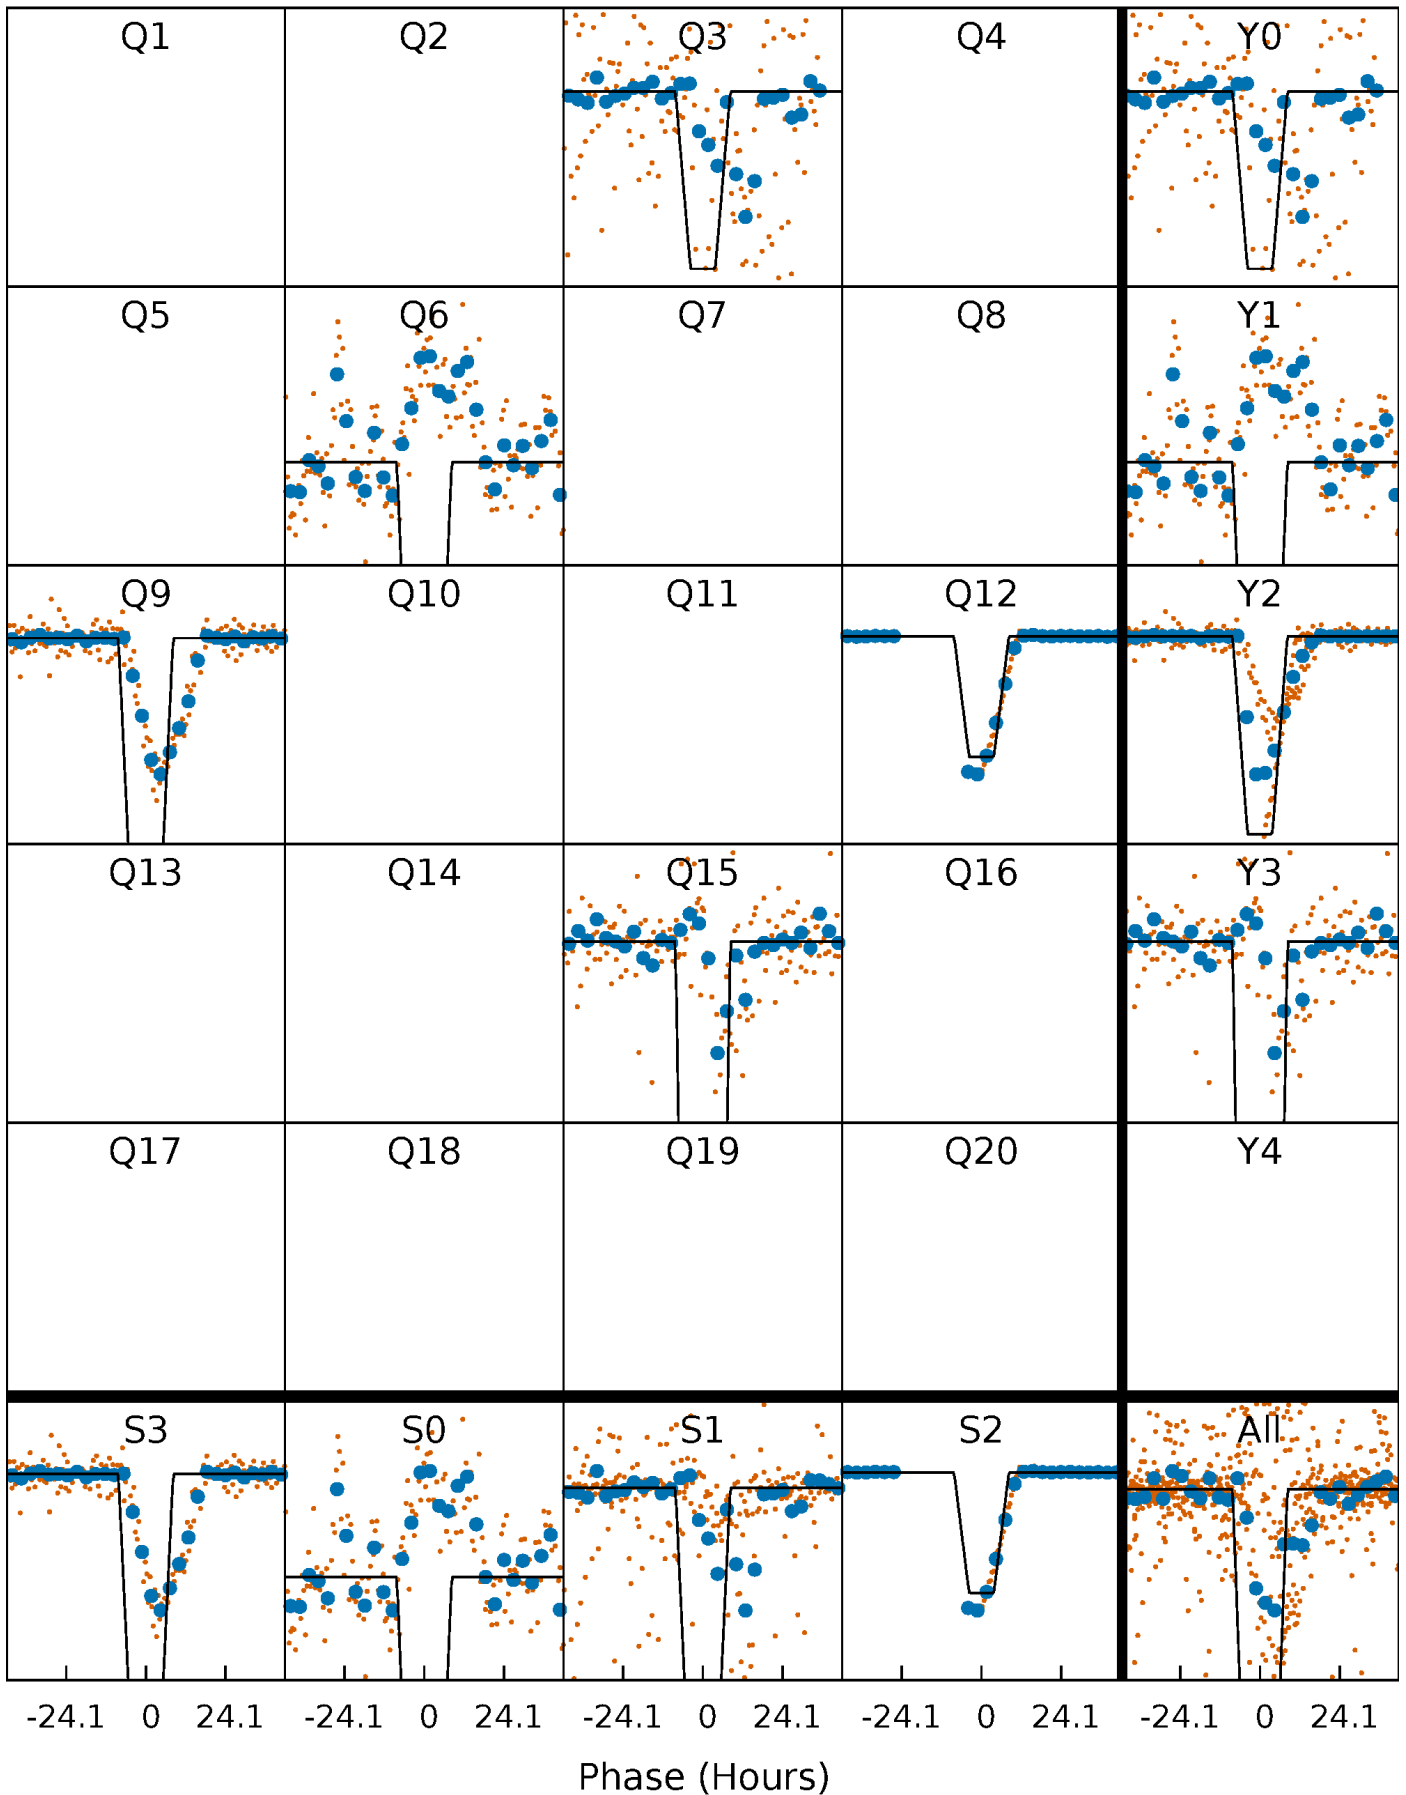 Q1 Q2 Q3 Q4 Y0
Q5 Q6 Q7 Q8 Y1
Q9 Q10 Q11 Q12 Y2
Q13 Q14 Q15 Q16 Y3
Q17 Q18 Q19 Q20 Y4
S3 S0 S1 S2 All
-24.1 0 24.1 -24.1 0 24.1 -24.1 0 24.1 -24.1 0 24.1 -24.1 0 24.1
Phase (Hours)